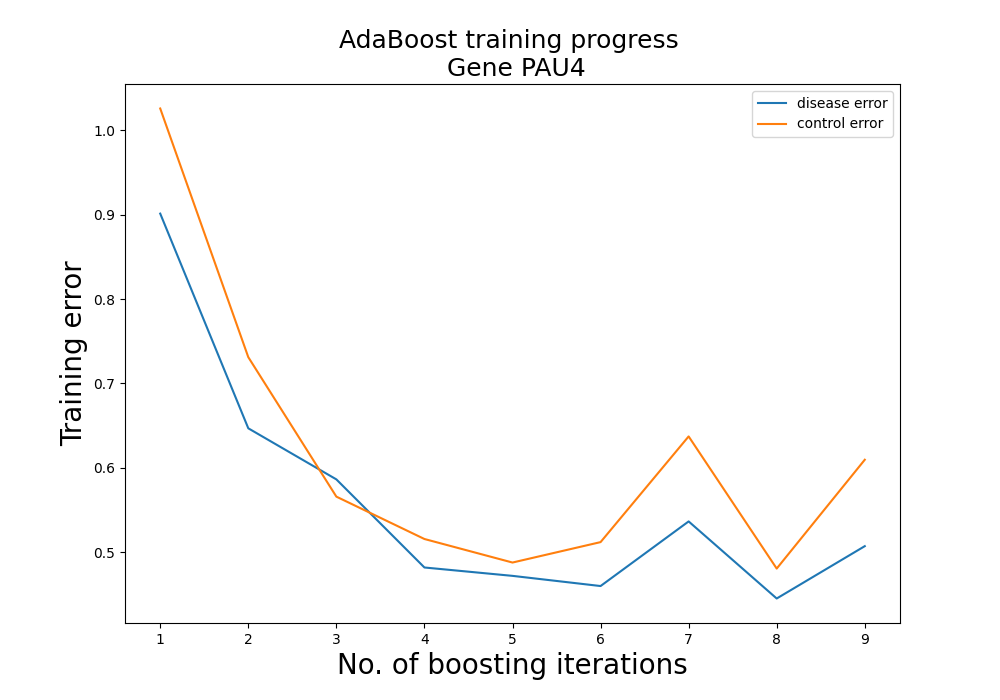 AdaBoost training progress
Gene PAU4
disease error
control error
Training error
1.0
0.9
0.8
0.7
0.6
0.5
1 2 3 4 5 6 7 8 9
No. of boosting iterations